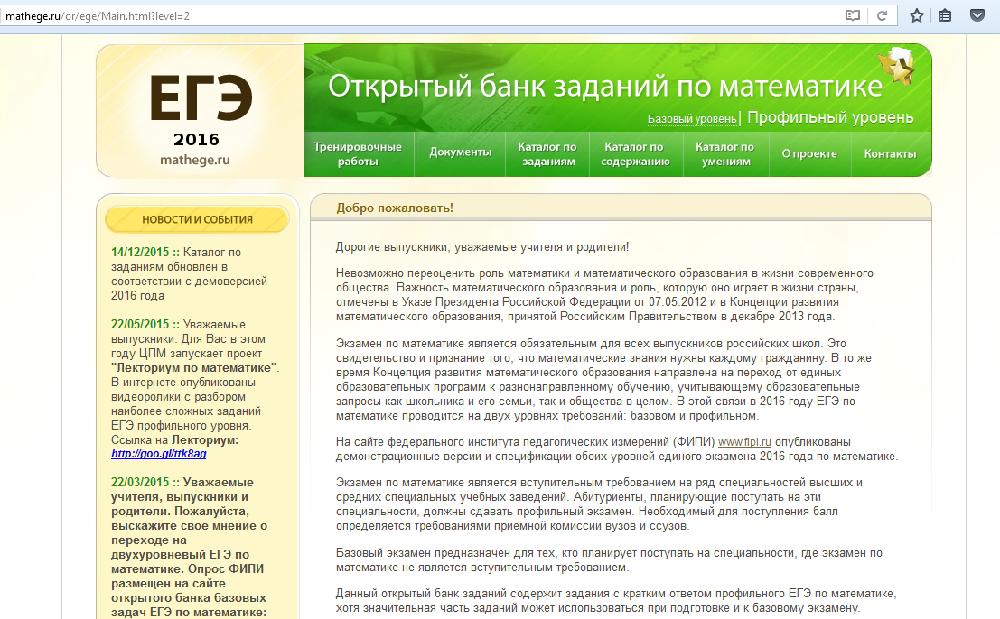 mathege.ru/or/ege/Main.html?level=2
ЕГЭ
2016
mathege.ru
Открытый банк заданий по математике
Базовый уровень| Профильный уровень
Тренировочные
работы
Документы
Каталог по
заданиям
Каталог по
содержанию
Каталог по
умениям
О проекте
Контакты
НОВОСТИ И СОБЫТИЯ
14/12/2015 :: Каталог по
заданиям обновлен в
соответствии с демоверсией
2016 года
22/05/2015 :: Уважаемые
выпускники. Для Вас в этом
году ЦПМ запускает проект
"Лекториум по математике".
В интернете опубликованы
видеоролики с разбором
наиболее сложных заданий
ЕГЭ профильного уровня.
Ссылка на Лекториум:
http://goo.gl/ttk8ag
22/03/2015 :: Уважаемые
учителя, выпускники и
родители. Пожалуйста,
выскажите свое мнение о
переходе на
двухуровневый ЕГЭ по
математике. Опрос ФИПИ
размещен на сайте
открытого банка базовых
задач ЕГЭ по математике:
Добро пожаловать!
Дорогие выпускники, уважаемые учителя и родители!
Невозможно переоценить роль математики и математического образования в жизни современного
общества. Важность математического образования и роль, которую оно играет в жизни страны,
отмечены в Указе Президента Российской Федерации от 07.05.2012 и в Концепции развития
математического образования, принятой Российским Правительством в декабре 2013 года.
Экзамен по математике является обязательным для всех выпускников российских школ. Это
свидетельство и признание того, что математические знания нужны каждому гражданину. В то же
время Концепция развития математического образования направлена на переход от единых
образовательных программ к разнонаправленному обучению, учитывающему образовательные
запросы как школьника и его семьи, так и общества в целом. В этой связи в 2016 году ЕГЭ по
математике проводится на двух уровнях требований: базовом и профильном.
На сайте федерального института педагогических измерений (ФИПИ) www.fipi.ru опубликованы
демонстрационные версии и спецификации обоих уровней единого экзамена 2016 года по математике.
Экзамен по математике является вступительным требованием на ряд специальностей высших и
средних специальных учебных заведений. Абитуриенты, планирующие поступать на эти
специальности, должны сдавать профильный экзамен. Необходимый для поступления балл
определяется требованиями приемной комиссии вузов и ссузов.
Базовый экзамен предназначен для тех, кто планирует поступать на специальности, где экзамен по
математике не является вступительным требованием.
Данный открытый банк заданий содержит задания с кратким ответом профильного ЕГЭ по математике,
хотя значительная часть заданий может использоваться при подготовке и к базовому экзамену.